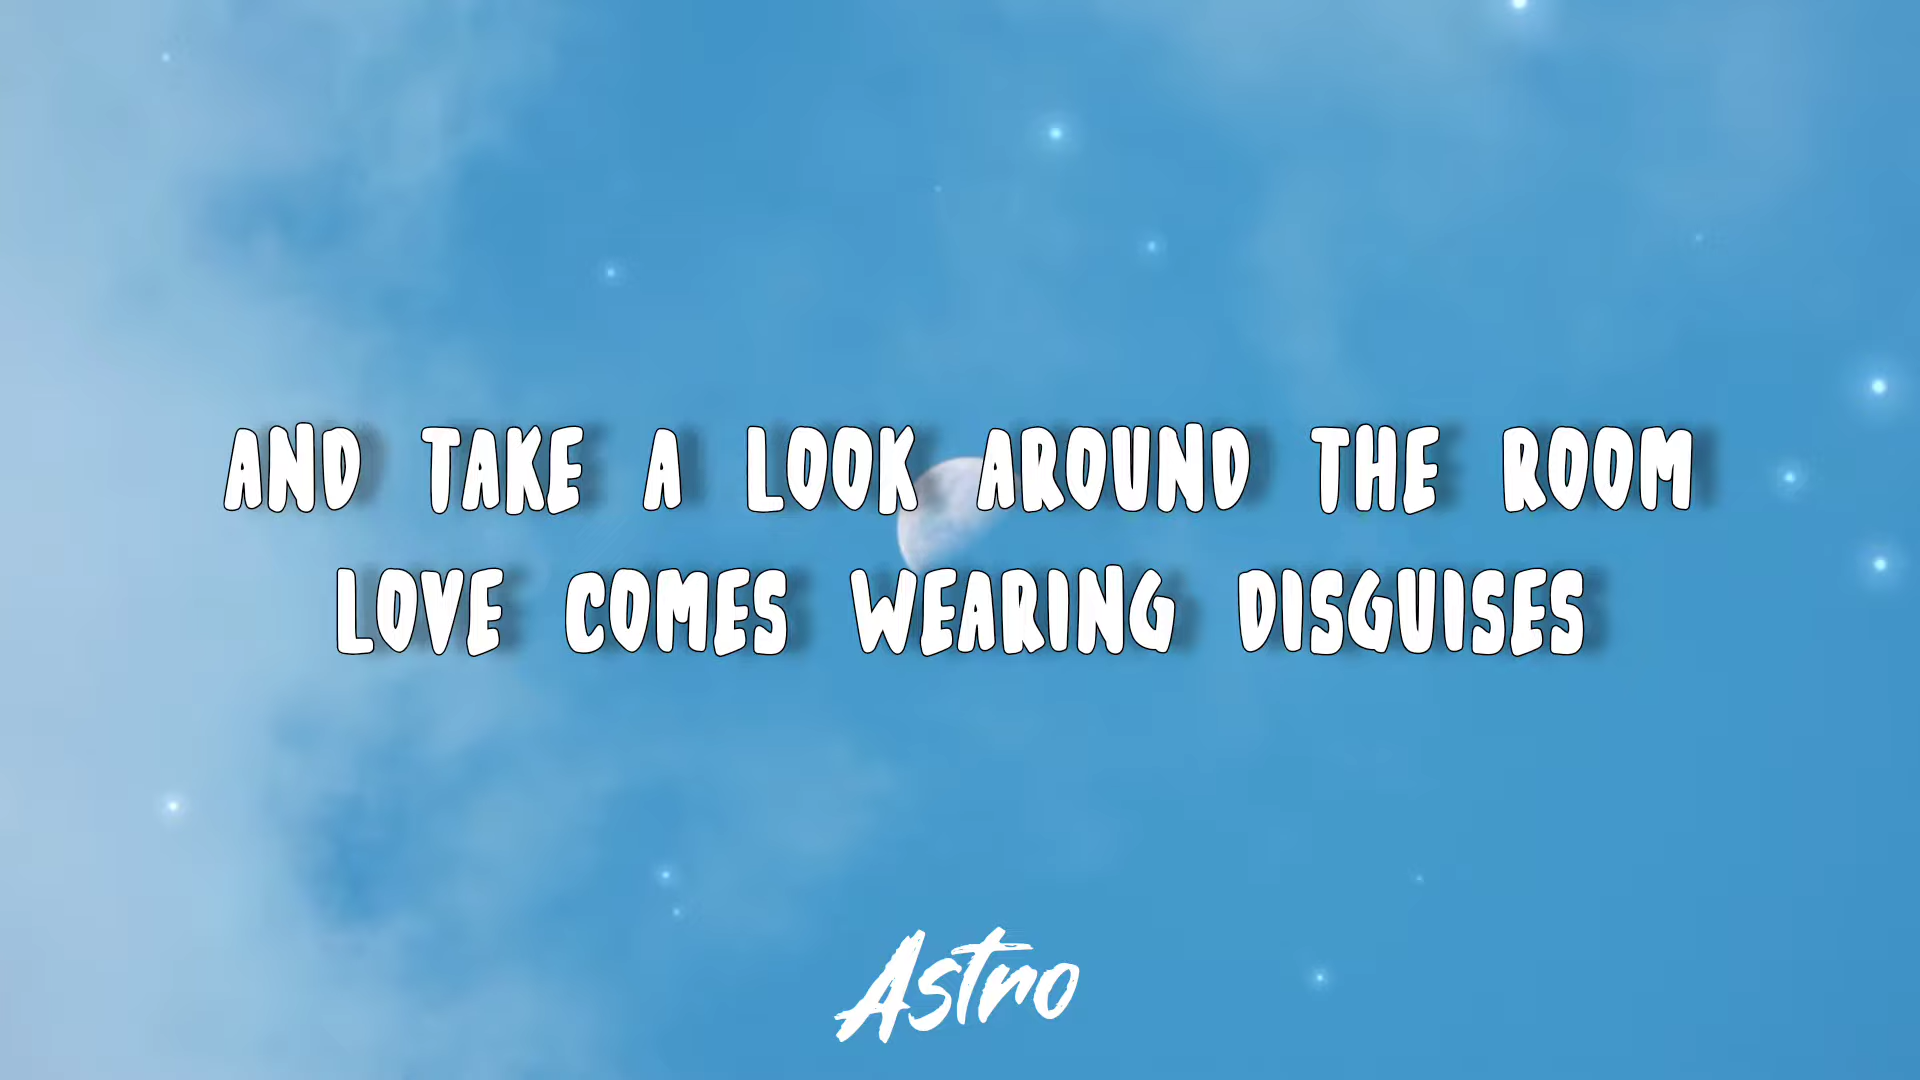 AND TAKE A LOOK AROUND THE ROOM
LOVE COMES WEARING DISGUISES
Astro